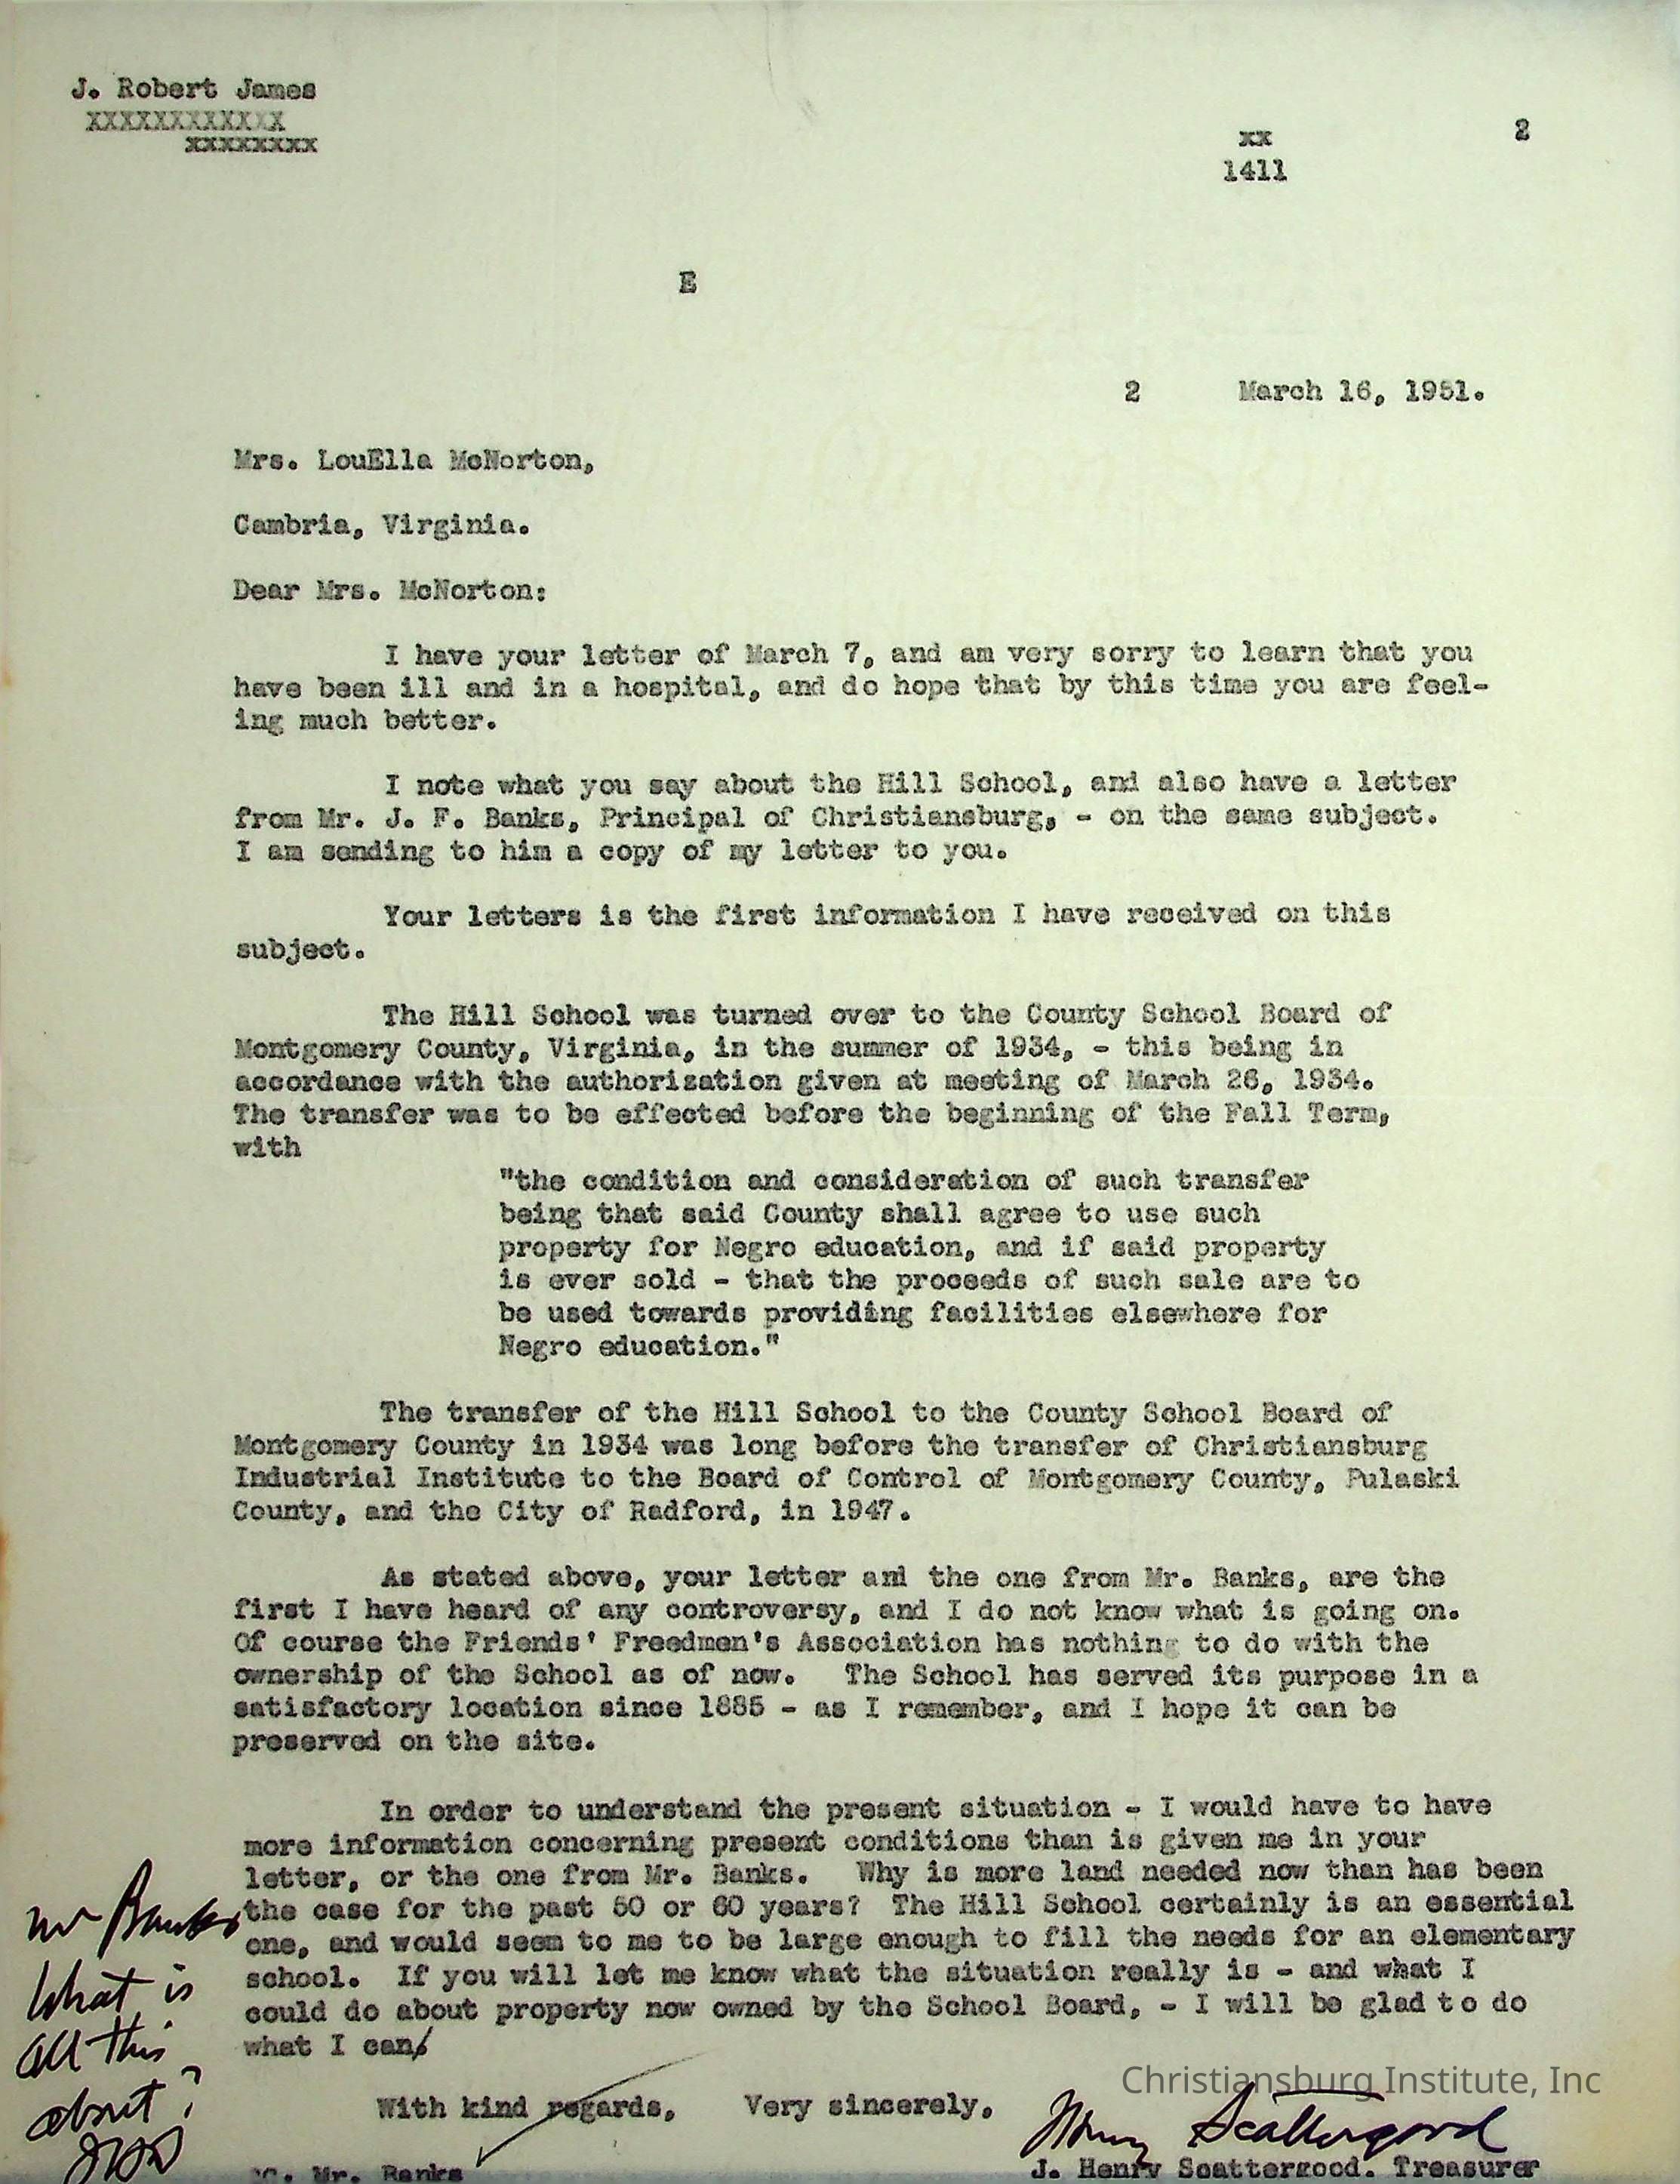 J. Robert James
XXXXXXXXXXXX
XXXXXXXX
xx 2
1411
E
2 March 16, 1951.
Mrs. LouElla McNorton,
Cambria, Virginia.
Dear Mrs. McNorton:
I have your letter of March 7, and am very sorry to learn that you
have been ill and in a hospital, and do hope that by this time you are feel-
ing much better.
I note what you say about the Hill School, and also have a letter
from Mr. J. F. Banks, Principal of Christiansburg, - on the same subject.
I am sending to him a copy of my letter to you.
Your letters is the first information I have received on this
subject.
The Hill School was turned over to the County School Board of
Montgomery County, Virginia, in the summer of 1934, - this being in
accordance with the authorization given at meeting of March 26, 1934.
The transfer was to be effected before the beginning of the Fall Term,
with
"the condition and consideration of such transfer
being that said County shall agree to use such
property for Negro education, and if said property
is ever sold - that the proceeds of such sale are to
be used towards providing facilities elsewhere for
Negro education."
The transfer of the Hill School to the County School Board of
Montgomery County in 1934 was long before the transfer of Christiansburg
Industrial Institute to the Board of Control of Montgomery County, Pulaski
County, and the City of Radford, in 1947.
As stated above, your letter and the one from Mr. Banks, are the
first I have heard of any controversy, and I do not know what is going on.
Of course the Friends' Freedmen's Association has nothing to do with the
ownership of the School as of now. The School has served its purpose in a
satisfactory location since 1885 - as I remember, and I hope it can be
preserved on the site.
In order to understand the present situation - I would have to have
more information concerning present conditions than is given me in your
letter, or the one from Mr. Banks. Why is more land needed now than has been
the case for the past 50 or 60 years? The Hill School certainly is an essential
one, and would seem to me to be large enough to fill the needs for an elementary
school. If you will let me know what the situation really is - and what I
could do about property now owned by the School Board, - I will be glad to do
what I can.
Mr Banks,
What is
all this
about?
JHS
Christiansburg Institute, Inc
With kind regards, Very sincerely,
Henry Scattergood
CC. Mr. Banks
J. Henry Scattergood, Treasurer